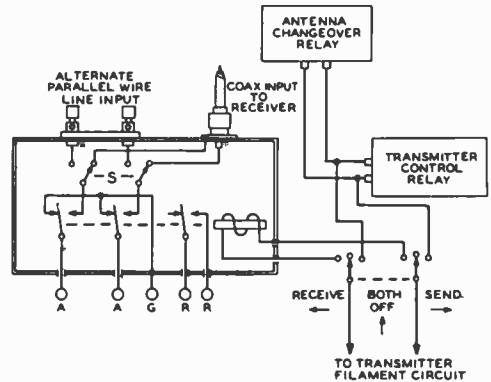 ANTENNA
CHANGEOVER
RELAY
ALTERNATE
PARALLEL WIRE
LINE INPUT
COAX INPUT
TO
RECEIVER
TRANSMITTER
CONTROL
RELAY
- S -
A A G R R
RECEIVE BOTH OFF SEND.
TO TRANSMITTER
FILAMENT CIRCUIT